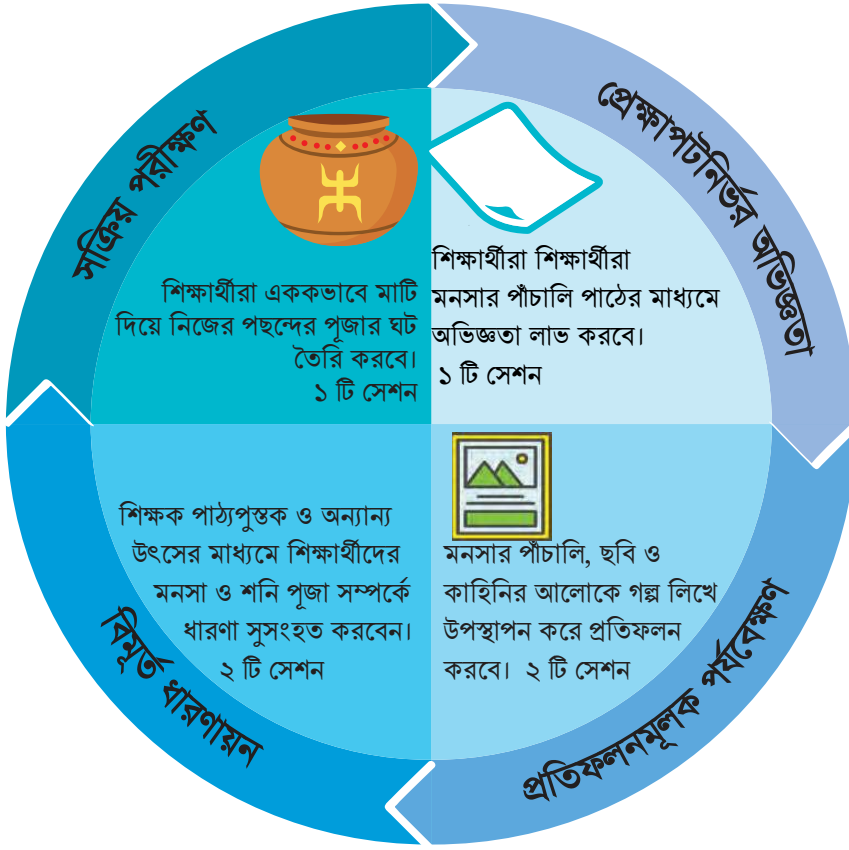 প্রেক্ষাপটনির্ভর অভিজ্ঞতা
শিক্ষার্থীরা শিক্ষার্থীরা
মনসার পাঁচালি পাঠের মাধ্যমে
অভিজ্ঞতা লাভ করবে।
১ টি সেশন
প্রতিফলনমূলক পর্যবেক্ষণ
মনসার পাঁচালি, ছবি ও
কাহিনির আলোকে গল্প লিখে
উপস্থাপন করে প্রতিফলন
করবে। ২ টি সেশন
বিমূর্ত ধারণায়ন
শিক্ষক পাঠ্যপুস্তক ও অন্যান্য
উৎসের মাধ্যমে শিক্ষার্থীদের
মনসা ও শনি পূজা সম্পর্কে
ধারণা সুসংহত করবেন।
২ টি সেশন
সক্রিয় পরীক্ষণ
শিক্ষার্থীরা এককভাবে মাটি
দিয়ে নিজের পছন্দের পূজার ঘট
তৈরি করবে।
১ টি সেশন